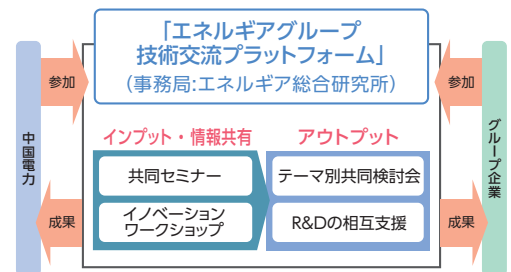 「エネルギアグループ
技術交流プラットフォーム」
(事務局:エネルギア総合研究所)
参加
参加
中国電力
グループ企業
インプット・情報共有
アウトプット
共同セミナー
テーマ別共同検討会
イノベーション
ワークショップ
R&Dの相互支援
成果
成果